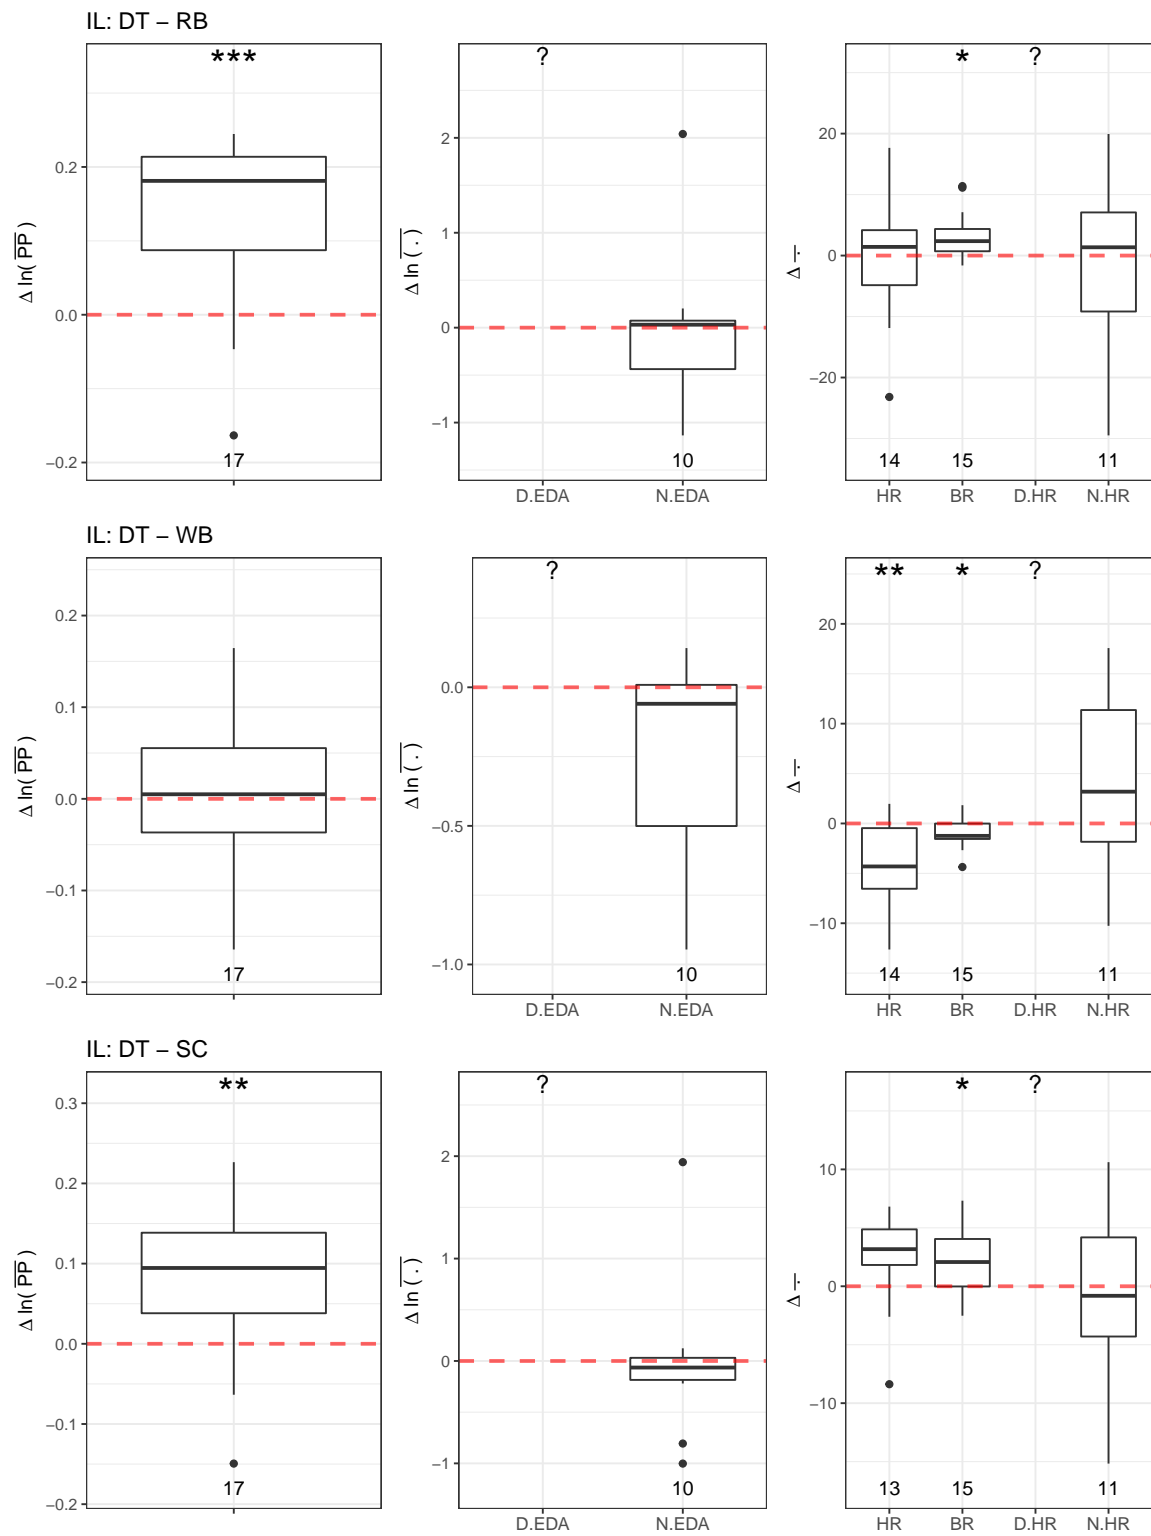 IL: DT – RB
*** ? * ?
0.2
0.0
−0.2
Δ ln( PP )
17
2
1
0
−1
Δ ln ( . )
10
D.EDA N.EDA
20
0
−20
Δ .
14 15 11
HR BR D.HR N.HR
IL: DT – WB
? ** * ?
0.2
0.1
0.0
−0.1
−0.2
Δ ln( PP )
17
0.0
−0.5
−1.0
Δ ln ( . )
10
D.EDA N.EDA
20
10
0
−10
Δ .
14 15 11
HR BR D.HR N.HR
IL: DT – SC
** ? * ?
0.3
0.2
0.1
0.0
−0.1
−0.2
Δ ln( PP )
17
2
1
0
−1
Δ ln ( . )
10
D.EDA N.EDA
10
0
−10
Δ .
13 15 11
HR BR D.HR N.HR